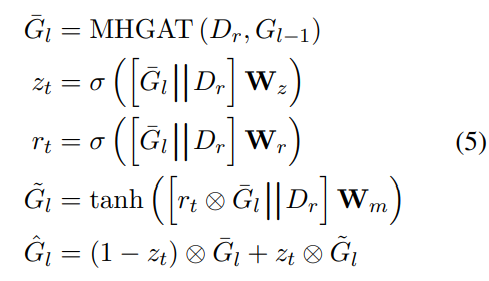 Ḡ_l = MHGAT (D_r, G_{l−1})
z_t = σ ([Ḡ_l || D_r] W_z)
r_t = σ ([Ḡ_l || D_r] W_r) (5)
G̃_l = tanh ([r_t ⊗ Ḡ_l || D_r] W_m)
Ĝ_l = (1 − z_t) ⊗ Ḡ_l + z_t ⊗ G̃_l